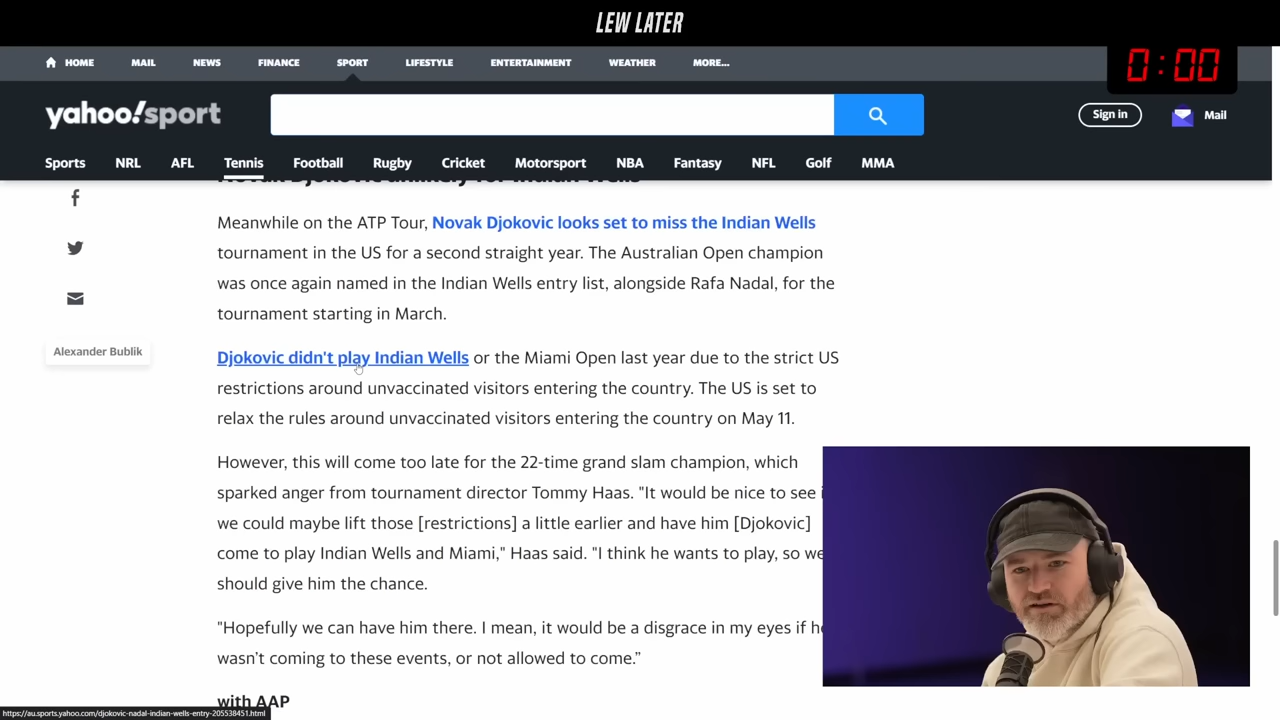 LEW LATER
HOME MAIL NEWS FINANCE SPORT LIFESTYLE ENTERTAINMENT WEATHER MORE...
0:00
yahoo!sport
Sign in Mail
Sports NRL AFL Tennis Football Rugby Cricket Motorsport NBA Fantasy NFL Golf MMA
Novak Djokovic unlikely for Indian Wells
Meanwhile on the ATP Tour, Novak Djokovic looks set to miss the Indian Wells
tournament in the US for a second straight year. The Australian Open champion
was once again named in the Indian Wells entry list, alongside Rafa Nadal, for the
tournament starting in March.
Alexander Bublik
Djokovic didn't play Indian Wells or the Miami Open last year due to the strict US
restrictions around unvaccinated visitors entering the country. The US is set to
relax the rules around unvaccinated visitors entering the country on May 11.
However, this will come too late for the 22-time grand slam champion, which
sparked anger from tournament director Tommy Haas. "It would be nice to see
we could maybe lift those [restrictions] a little earlier and have him [Djokovic]
come to play Indian Wells and Miami," Haas said. "I think he wants to play, so we
should give him the chance.
"Hopefully we can have him there. I mean, it would be a disgrace in my eyes if
wasn't coming to these events, or not allowed to come."
with AAP
https://au.sports.yahoo.com/djokovic-nadal-indian-wells-entry-205538451.html